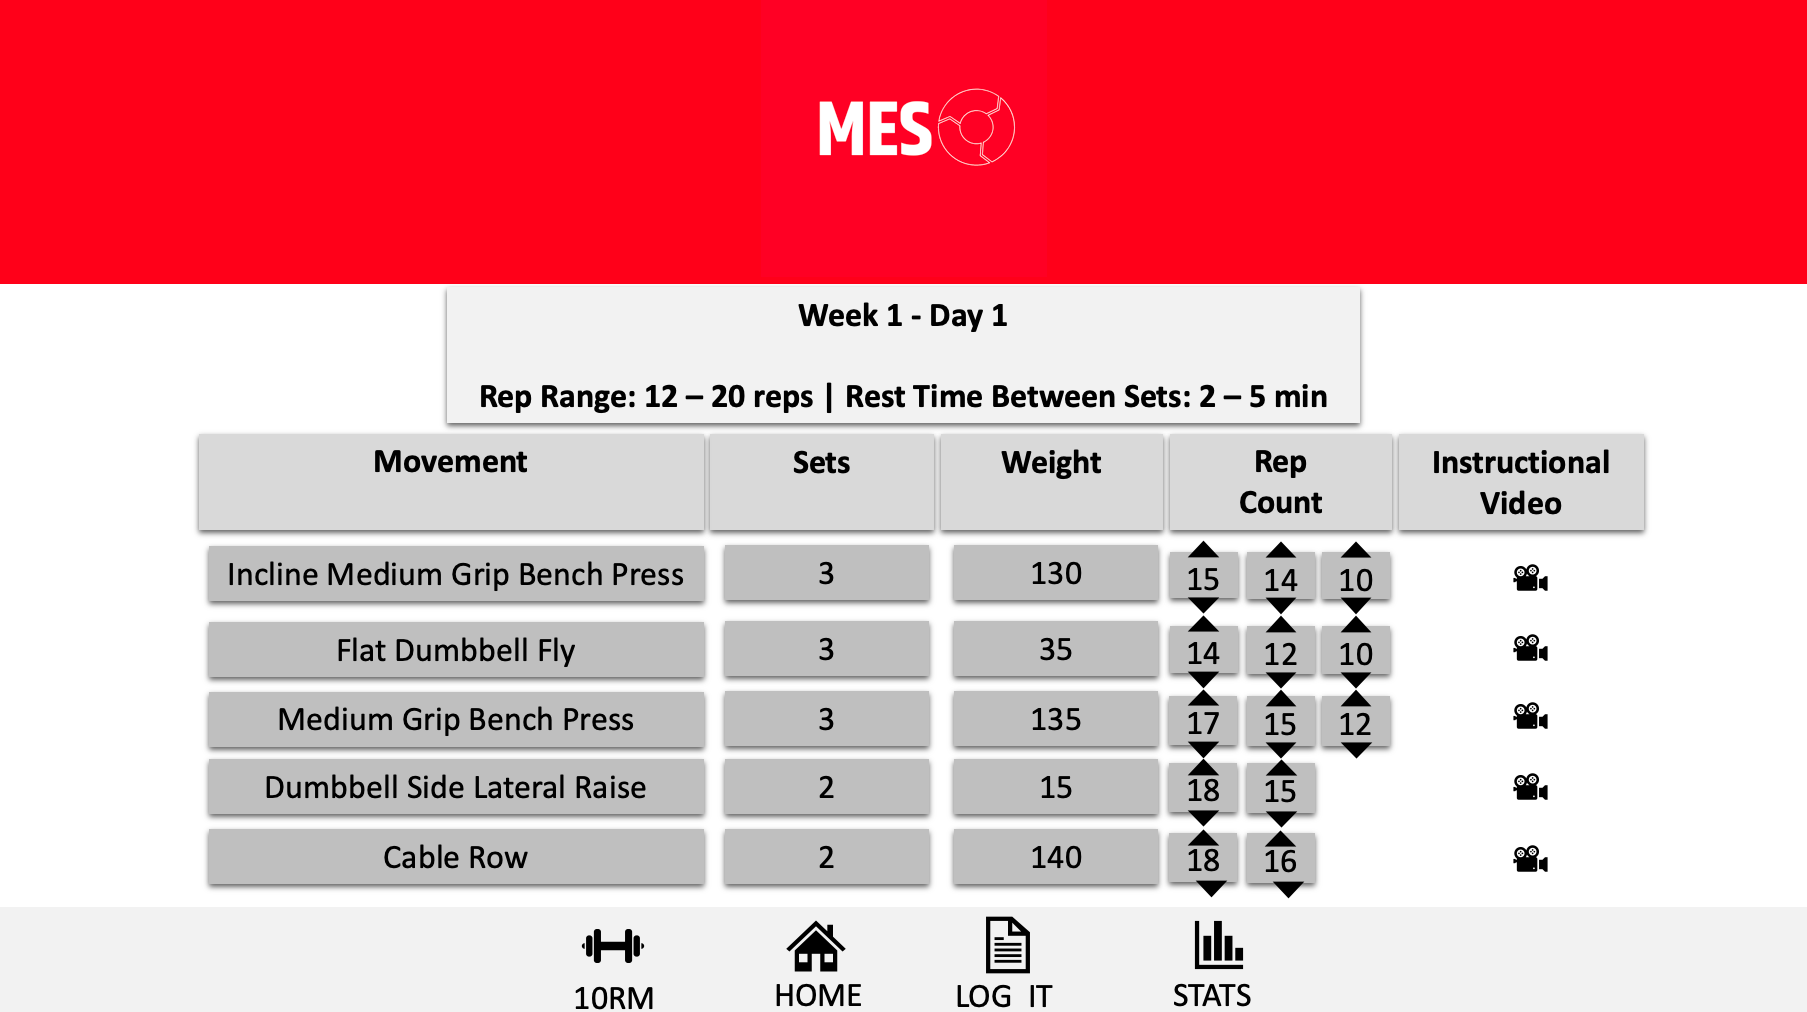 MESO
Week 1 - Day 1
Rep Range: 12 – 20 reps | Rest Time Between Sets: 2 – 5 min
Movement Sets Weight Rep Count Instructional Video
Incline Medium Grip Bench Press 3 130 15 14 10
Flat Dumbbell Fly 3 35 14 12 10
Medium Grip Bench Press 3 135 17 15 12
Dumbbell Side Lateral Raise 2 15 18 15
Cable Row 2 140 18 16
10RM HOME LOG IT STATS